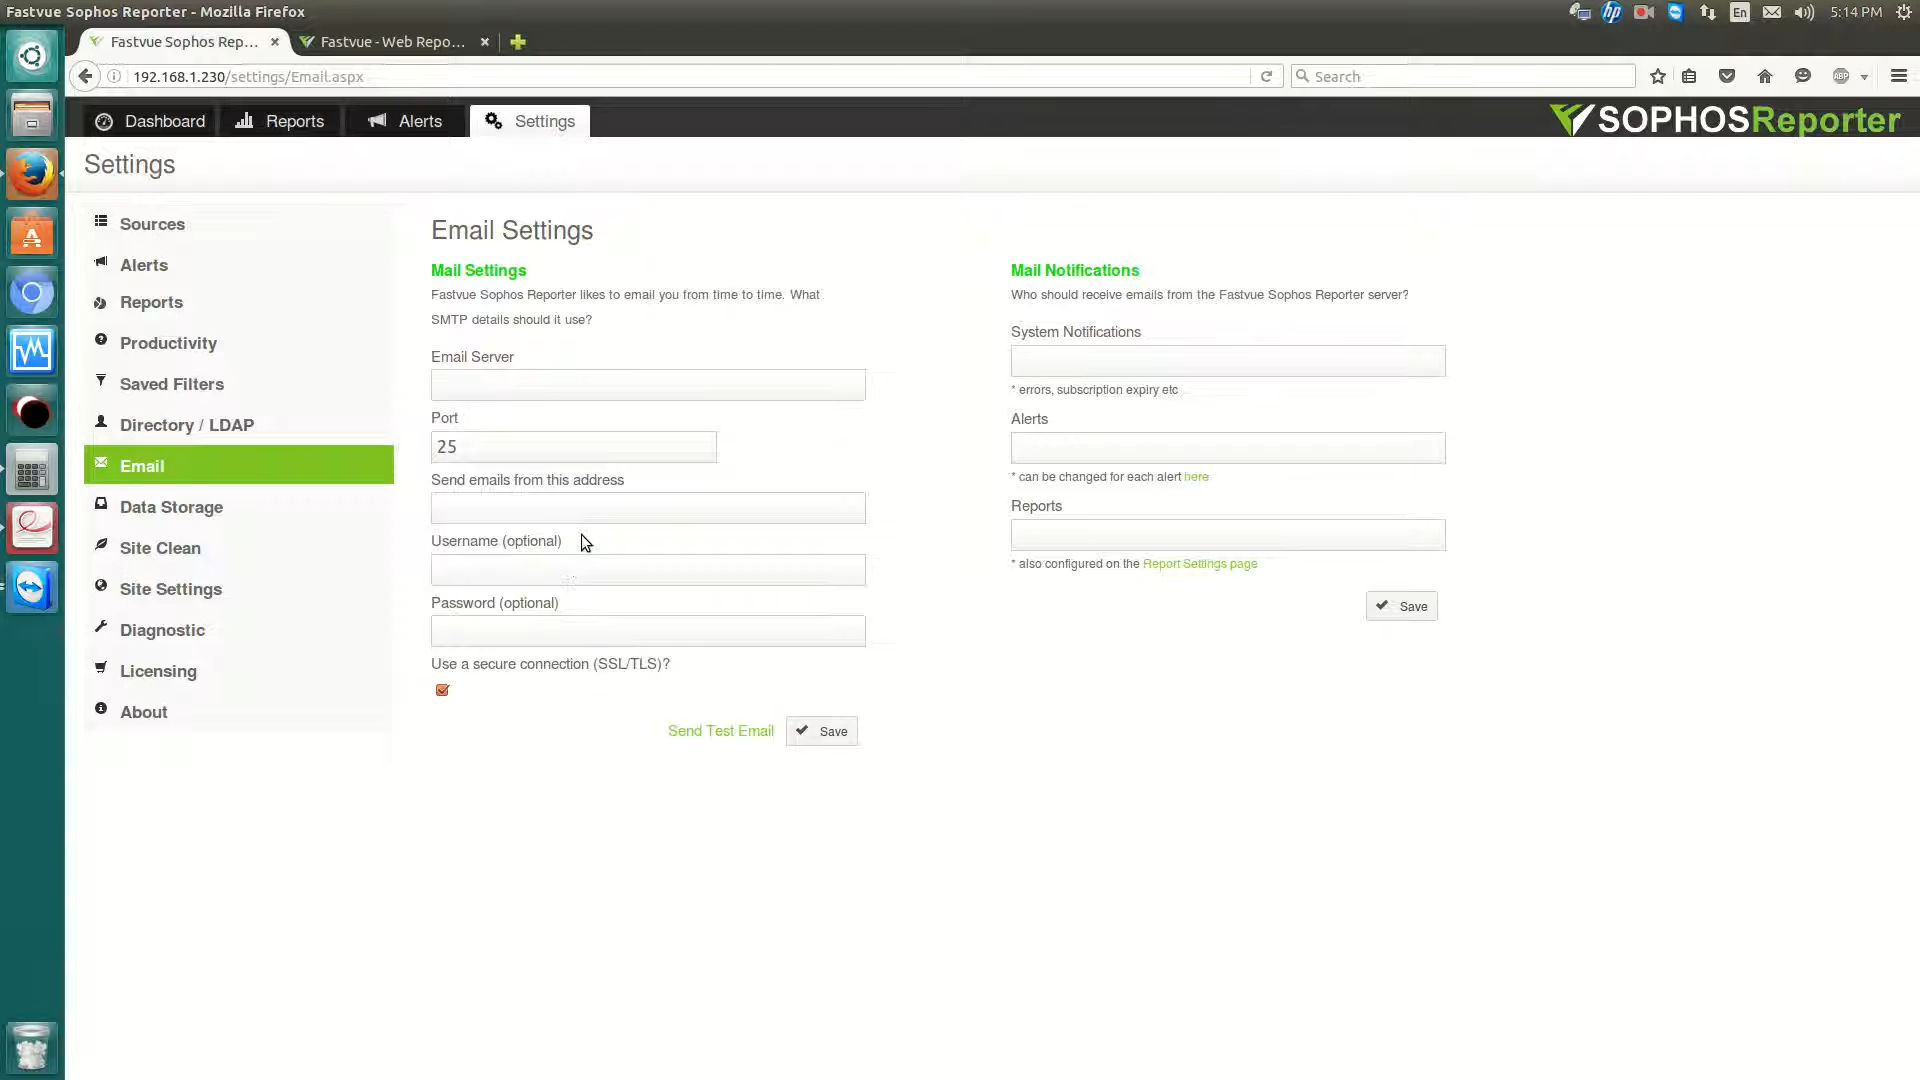 Fastvue Sophos Reporter - Mozilla Firefox
En
5:14 PM
Fastvue Sophos Rep...
Fastvue - Web Repo...
192.168.1.230/settings/Email.aspx
Search
ABP
Dashboard
Reports
Alerts
Settings
SOPHOSReporter
Settings
Sources
Alerts
Reports
Productivity
Saved Filters
Directory / LDAP
Email
Data Storage
Site Clean
Site Settings
Diagnostic
Licensing
About
Email Settings
Mail Settings
Fastvue Sophos Reporter likes to email you from time to time. What
SMTP details should it use?
Email Server
Port
25
Send emails from this address
Username (optional)
Password (optional)
Use a secure connection (SSL/TLS)?
Send Test Email
Save
Mail Notifications
Who should receive emails from the Fastvue Sophos Reporter server?
System Notifications
* errors, subscription expiry etc
Alerts
* can be changed for each alert here
Reports
* also configured on the Report Settings page
Save
hp